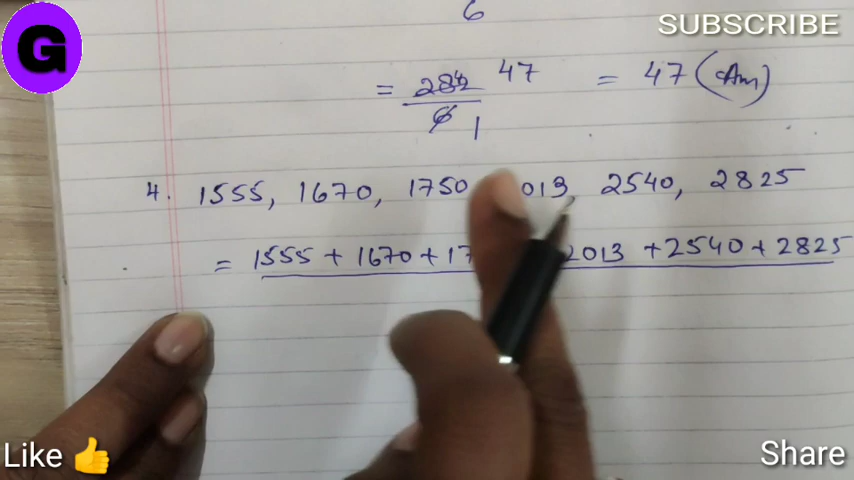 G
SUBSCRIBE
6
= 282 47 = 47 (Am)
6 1
4. 1555, 1670, 1750 013, 2540, 2825
= 1555 + 1670 + 17 2013 + 2540 + 2825
Like 👍
Share